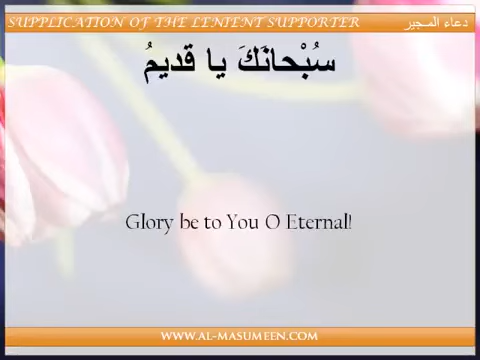 SUPPLICATION OF THE LENIENT SUPPORTER دعاء المجير
سُبْحانَكَ يا قديمُ
Glory be to You O Eternal!
WWW.AL-MASUMEEN.COM